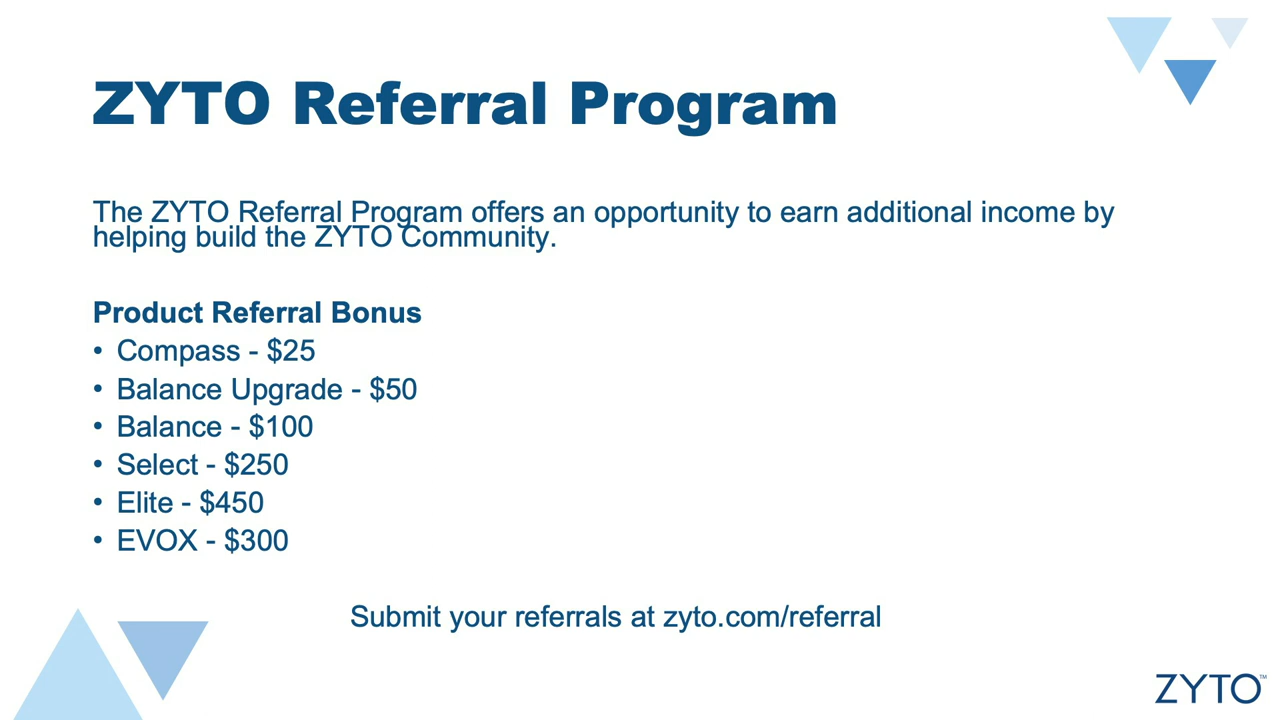 ZYTO Referral Program
The ZYTO Referral Program offers an opportunity to earn additional income by
helping build the ZYTO Community.
Product Referral Bonus
• Compass - $25
• Balance Upgrade - $50
• Balance - $100
• Select - $250
• Elite - $450
• EVOX - $300
Submit your referrals at zyto.com/referral
ZYTO™